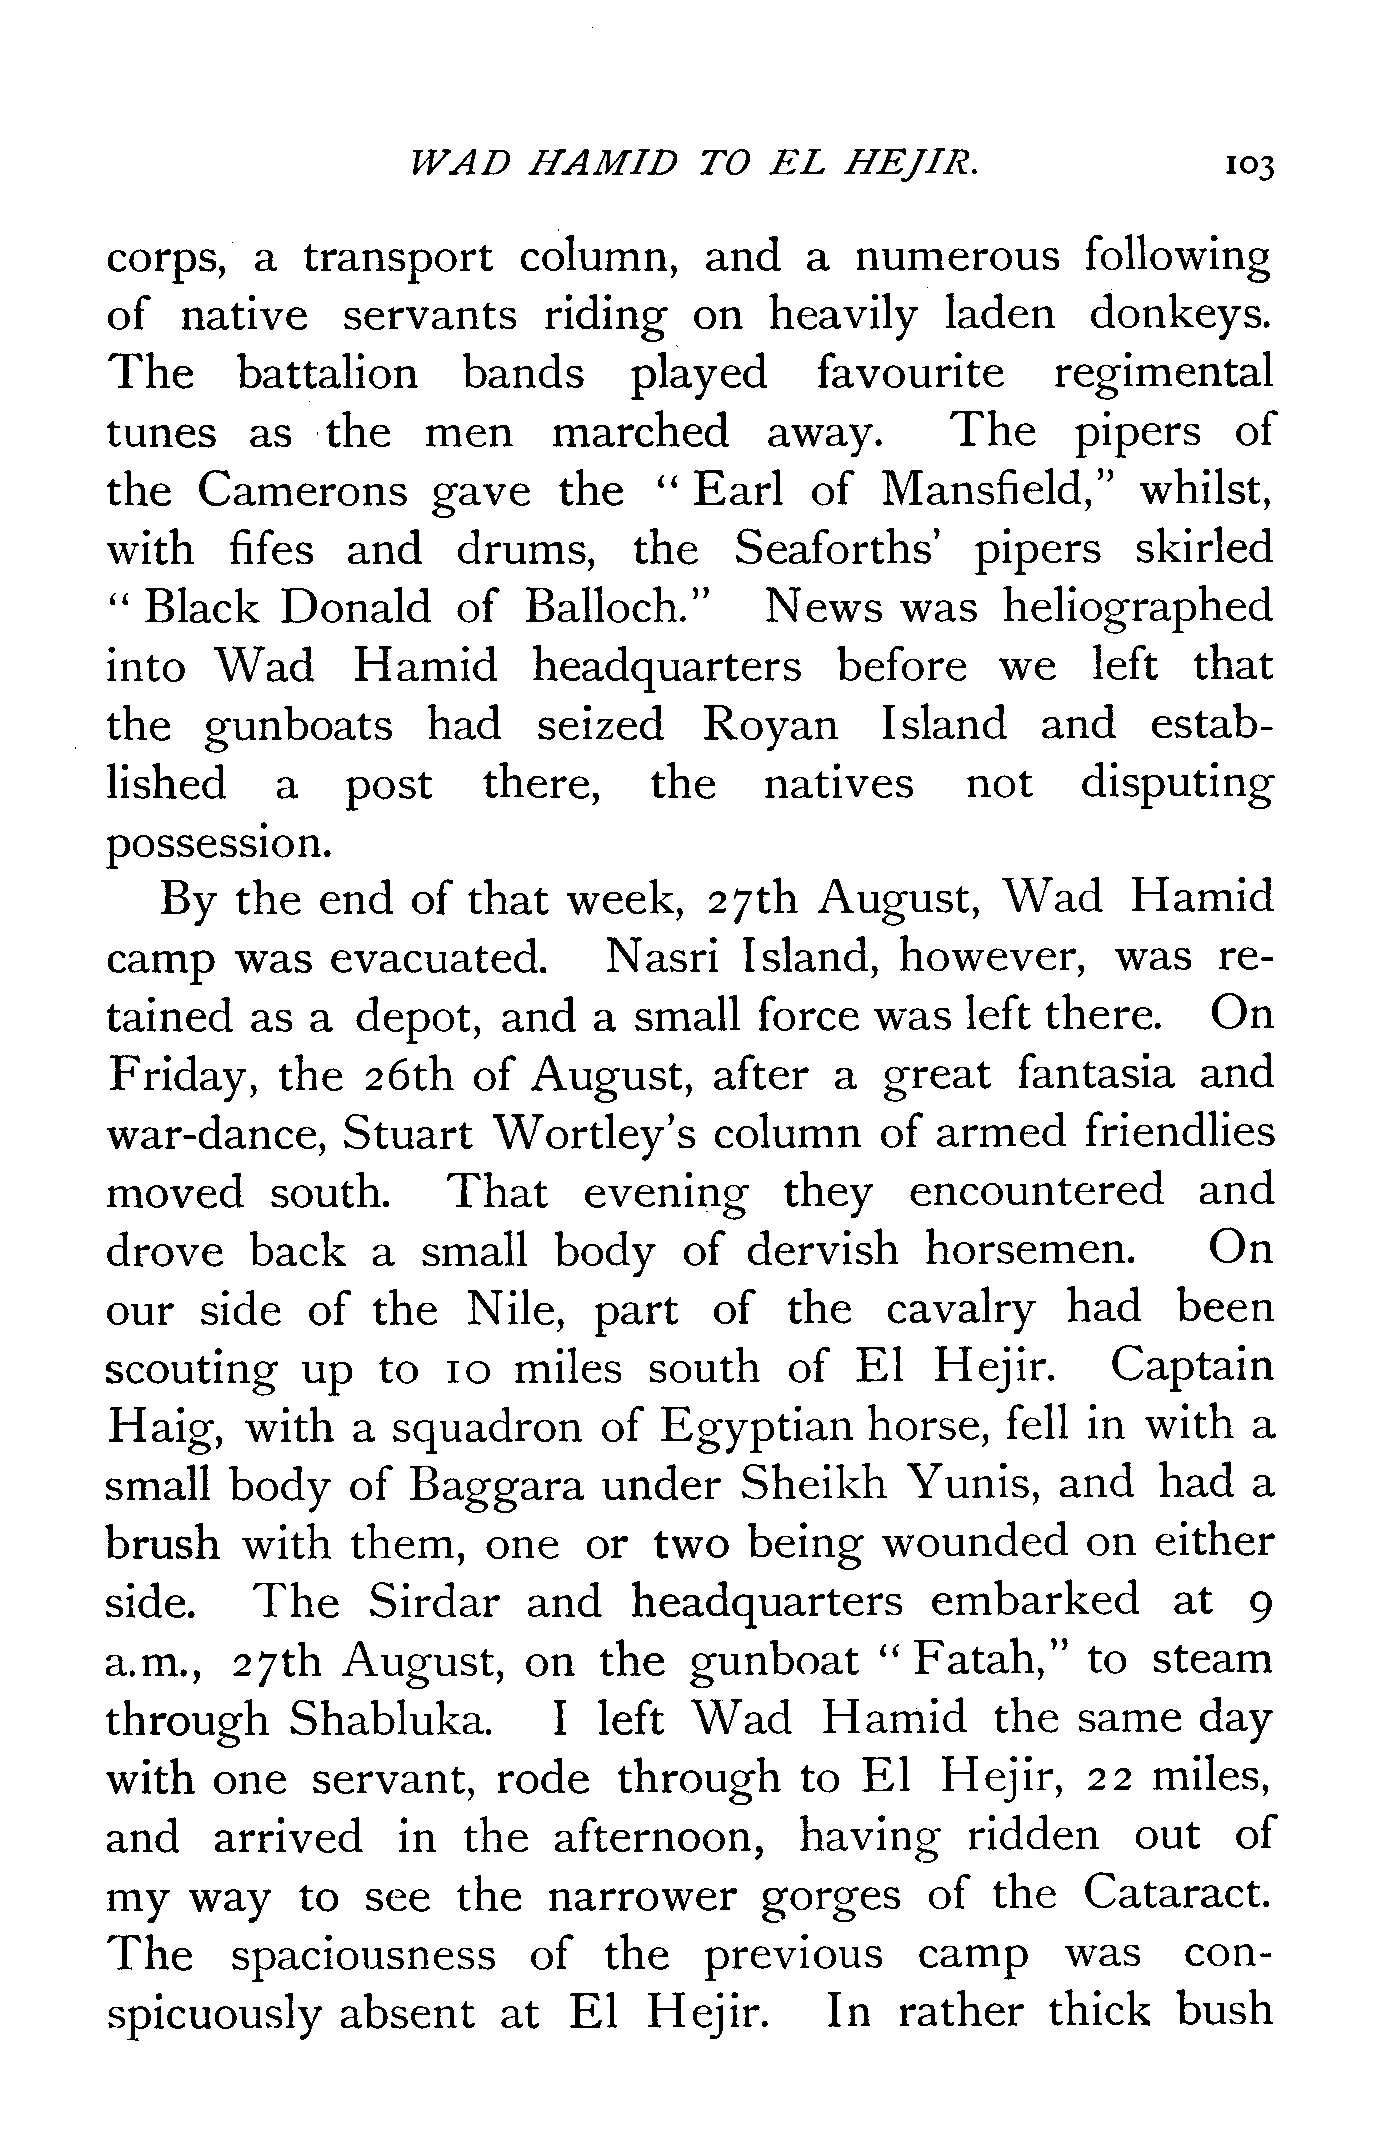 WAD HAMID TO EL HEJIR. 103
corps, a transport column, and a numerous following
of native servants riding on heavily laden donkeys.
The battalion bands played favourite regimental
tunes as the men marched away. The pipers of
the Camerons gave the “ Earl of Mansfield,” whilst,
with fifes and drums, the Seaforths’ pipers skirled
“ Black Donald of Balloch.” News was heliographed
into Wad Hamid headquarters before we left that
the gunboats had seized Royan Island and estab-
lished a post there, the natives not disputing
possession.
By the end of that week, 27th August, Wad Hamid
camp was evacuated. Nasri Island, however, was re-
tained as a depot, and a small force was left there. On
Friday, the 26th of August, after a great fantasia and
war-dance, Stuart Wortley’s column of armed friendlies
moved south. That evening they encountered and
drove back a small body of dervish horsemen. On
our side of the Nile, part of the cavalry had been
scouting up to 10 miles south of El Hejir. Captain
Haig, with a squadron of Egyptian horse, fell in with a
small body of Baggara under Sheikh Yunis, and had a
brush with them, one or two being wounded on either
side. The Sirdar and headquarters embarked at 9
a.m., 27th August, on the gunboat “ Fatah,” to steam
through Shabluka. I left Wad Hamid the same day
with one servant, rode through to El Hejir, 22 miles,
and arrived in the afternoon, having ridden out of
my way to see the narrower gorges of the Cataract.
The spaciousness of the previous camp was con-
spicuously absent at El Hejir. In rather thick bush